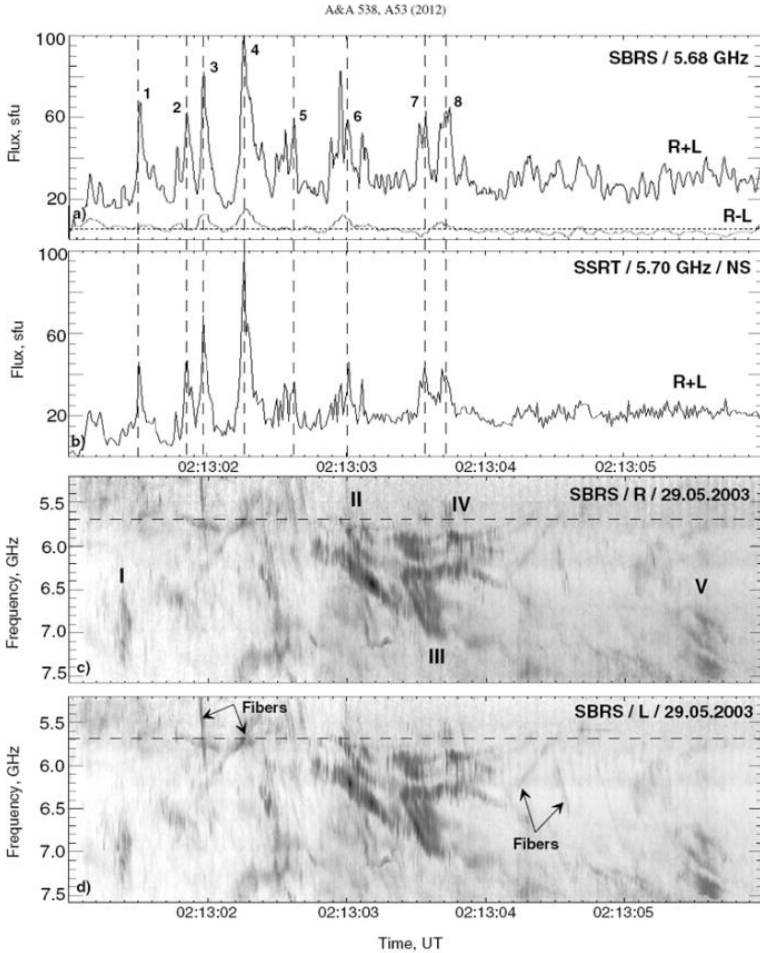 A&A 538, A53 (2012)
SBRS / 5.68 GHz
100
60
20
Flux, sfu
1
2
3
4
5
6
7
8
R+L
R-L
a)
SSRT / 5.70 GHz / NS
100
60
20
Flux, sfu
R+L
b)
02:13:02
02:13:03
02:13:04
02:13:05
SBRS / R / 29.05.2003
5.5
6.0
6.5
7.0
7.5
Frequency, GHz
I
II
III
IV
V
c)
SBRS / L / 29.05.2003
5.5
6.0
6.5
7.0
7.5
Frequency, GHz
Fibers
Fibers
d)
02:13:02
02:13:03
02:13:04
02:13:05
Time, UT